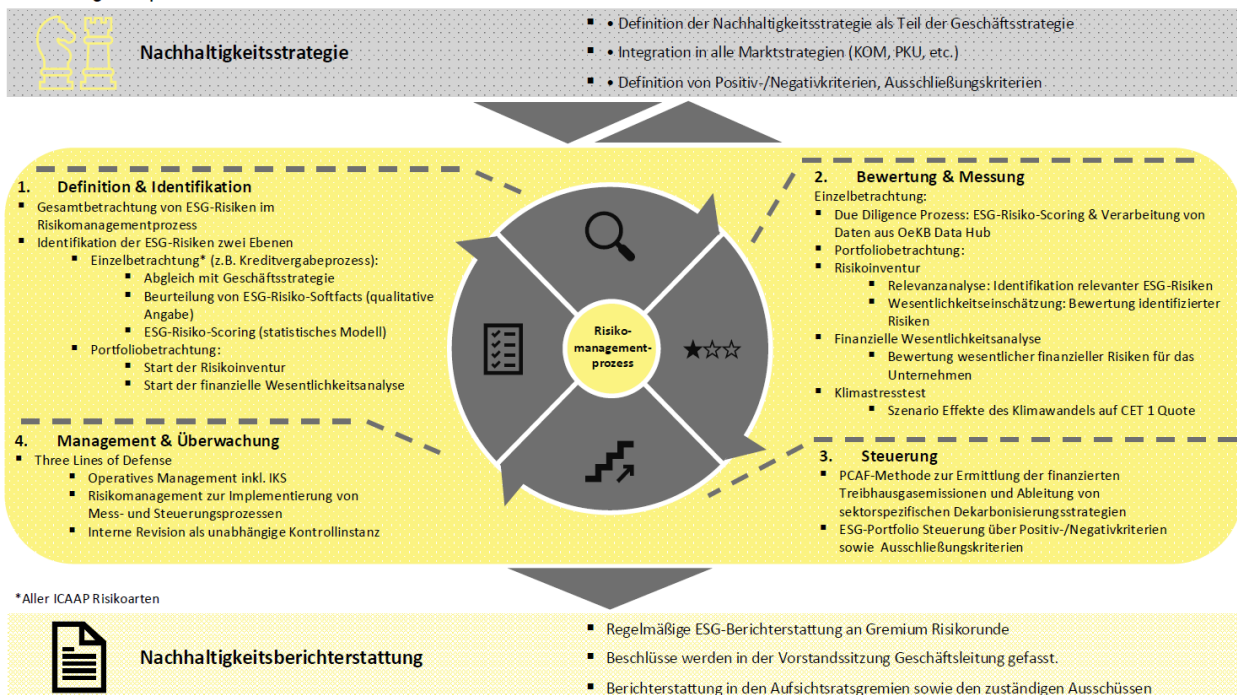 Nachhaltigkeitsstrategie
▪ • Definition der Nachhaltigkeitsstrategie als Teil der Geschäftsstrategie
▪ • Integration in alle Marktstrategien (KOM, PKU, etc.)
▪ • Definition von Positiv-/Negativkriterien, Ausschließungskriterien
1. Definition & Identifikation
▪ Gesamtbetrachtung von ESG-Risiken im
Risikomanagementprozess
▪ Identifikation der ESG-Risiken zwei Ebenen
▪ Einzelbetrachtung* (z.B. Kreditvergabeprozess):
▪ Abgleich mit Geschäftsstrategie
▪ Beurteilung von ESG-Risiko-Softfacts (qualitative
Angabe)
▪ ESG-Risiko-Scoring (statistisches Modell)
▪ Portfoliobetrachtung:
▪ Start der Risikoinventur
▪ Start der finanzielle Wesentlichkeitsanalyse
2. Bewertung & Messung
Einzelbetrachtung:
▪ Due Diligence Prozess: ESG-Risiko-Scoring & Verarbeitung von
Daten aus OeKB Data Hub
▪ Portfoliobetrachtung:
▪ Risikoinventur
▪ Relevanzanalyse: Identifikation relevanter ESG-Risiken
▪ Wesentlichkeitseinschätzung: Bewertung identifizierter
Risiken
▪ Finanzielle Wesentlichkeitsanalyse
▪ Bewertung wesentlicher finanzieller Risiken für das
Unternehmen
▪ Klimastresstest
▪ Szenario Effekte des Klimawandels auf CET 1 Quote
Risiko-
management-
prozess
4. Management & Überwachung
▪ Three Lines of Defense
▪ Operatives Management inkl. IKS
▪ Risikomanagement zur Implementierung von
Mess- und Steuerungsprozessen
▪ Interne Revision als unabhängige Kontrollinstanz
3. Steuerung
▪ PCAF-Methode zur Ermittlung der finanzierten
Treibhausgasemissionen und Ableitung von
sektorspezifischen Dekarbonisierungsstrategien
▪ ESG-Portfolio Steuerung über Positiv-/Negativkriterien
sowie Ausschließungskriterien
*Aller ICAAP Risikoarten
Nachhaltigkeitsberichterstattung
▪ Regelmäßige ESG-Berichterstattung an Gremium Risikorunde
▪ Beschlüsse werden in der Vorstandssitzung Geschäftsleitung gefasst.
▪ Berichterstattung in den Aufsichtsratsgremien sowie den zuständigen Ausschüssen